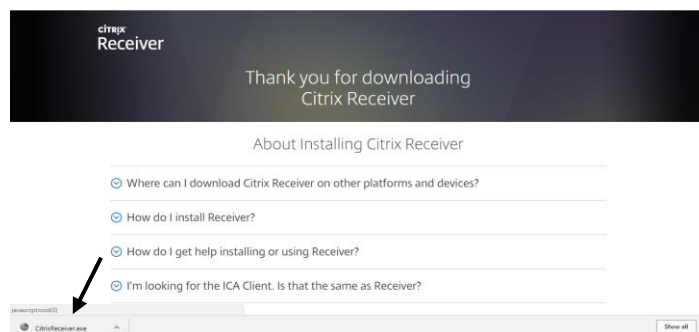 CITRIX
Receiver
Thank you for downloading
Citrix Receiver
About Installing Citrix Receiver
Where can I download Citrix Receiver on other platforms and devices?
How do I install Receiver?
How do I get help installing or using Receiver?
I'm looking for the ICA Client. Is that the same as Receiver?
javascript:void(0)
CitrixReceiver.exe
Show all